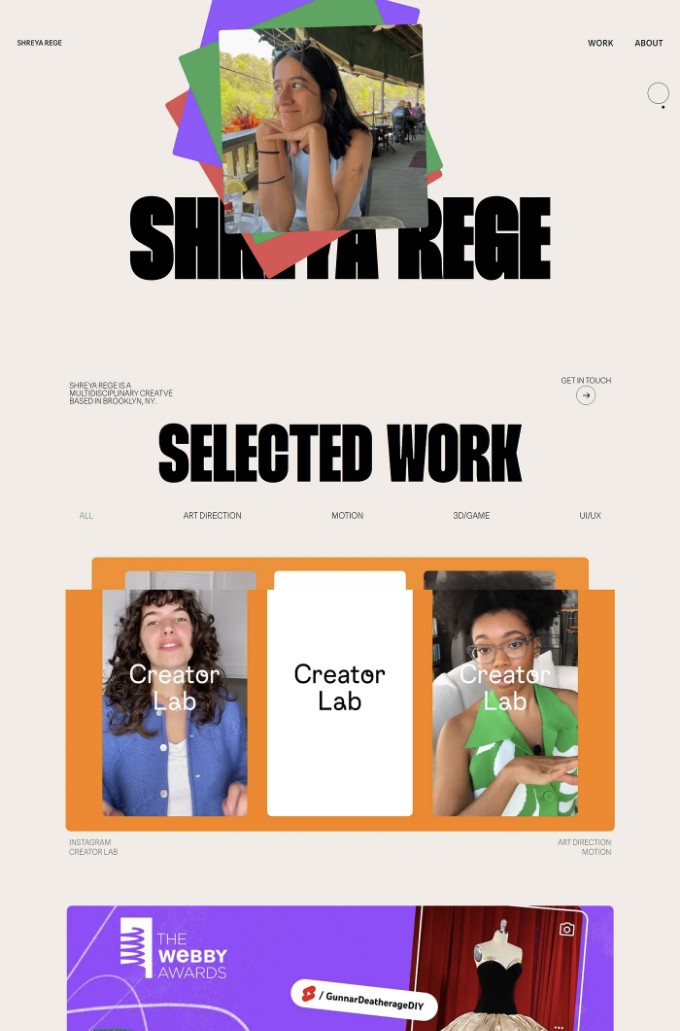 SHREYA REGE
WORK
ABOUT
SHREYA REGE
SHREYA REGE IS A
MULTIDISCIPLINARY CREATVE
BASED IN BROOKLYN, NY.
GET IN TOUCH
SELECTED WORK
ALL
ART DIRECTION
MOTION
3D/GAME
UI/UX
Creator
Lab
Creator
Lab
Creator
Lab
INSTAGRAM
CREATOR LAB
ART DIRECTION
MOTION
THE
WEBBY
AWARDS
/ GunnarDeatherageDIY